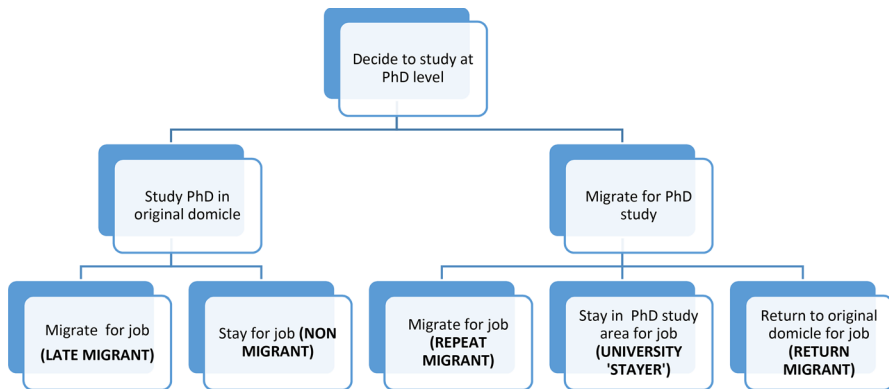 Decide to study at
PhD level
Study PhD in
original domicle
Migrate for PhD
study
Migrate for job
(LATE MIGRANT)
Stay for job (NON
MIGRANT)
Migrate for job
(REPEAT
MIGRANT)
Stay in PhD study
area for job
(UNIVERSITY
'STAYER')
Return to original
domicle for job
(RETURN
MIGRANT)